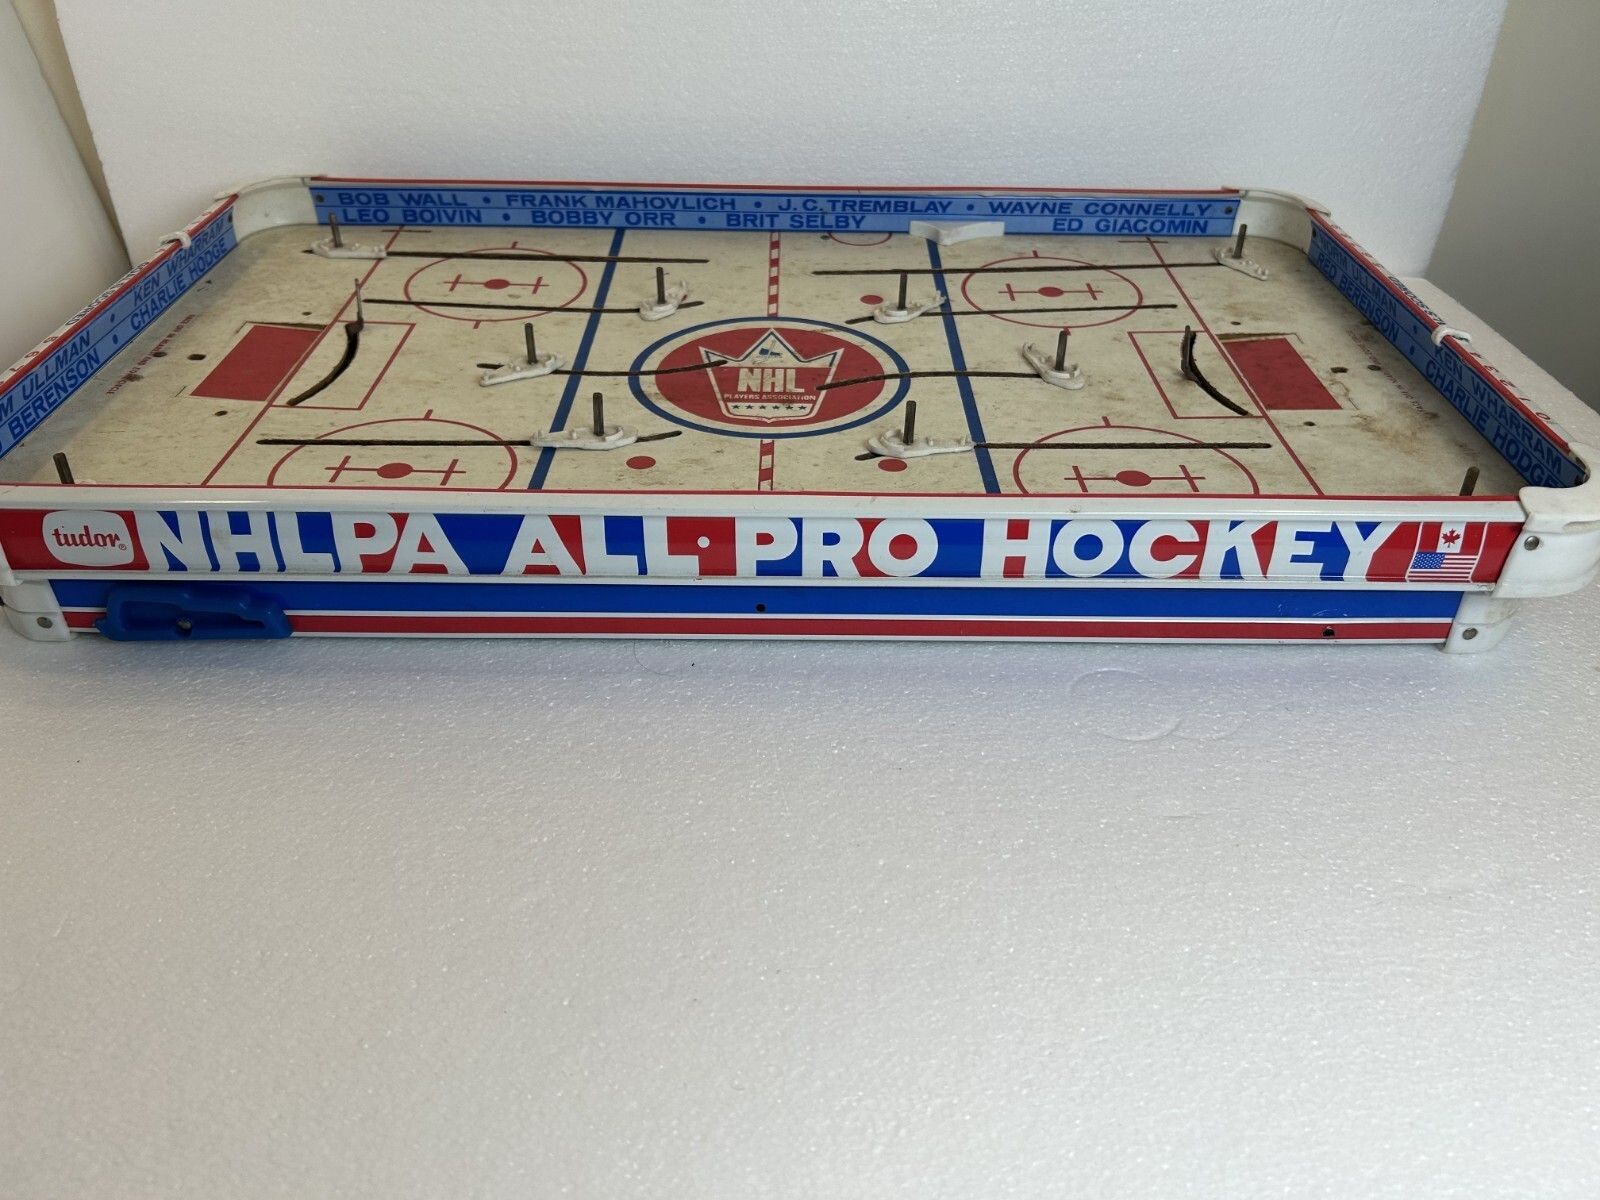 BOB WALL • FRANK MAHOVLICH • J.C. TREMBLAY • WAYNE CONNELLY
LEO BOIVIN • BOBBY ORR • BRIT SELBY ED GIACOMIN
ULLMAN • KEN WHARRAM
BERENSON • CHARLIE HODGE
NORM ULLMAN • KEN WHARRAM
RED BERENSON • CHARLIE HODGE
NHL
PLAYERS ASSOCIATION
tudor®
NHLPA ALL·PRO HOCKEY